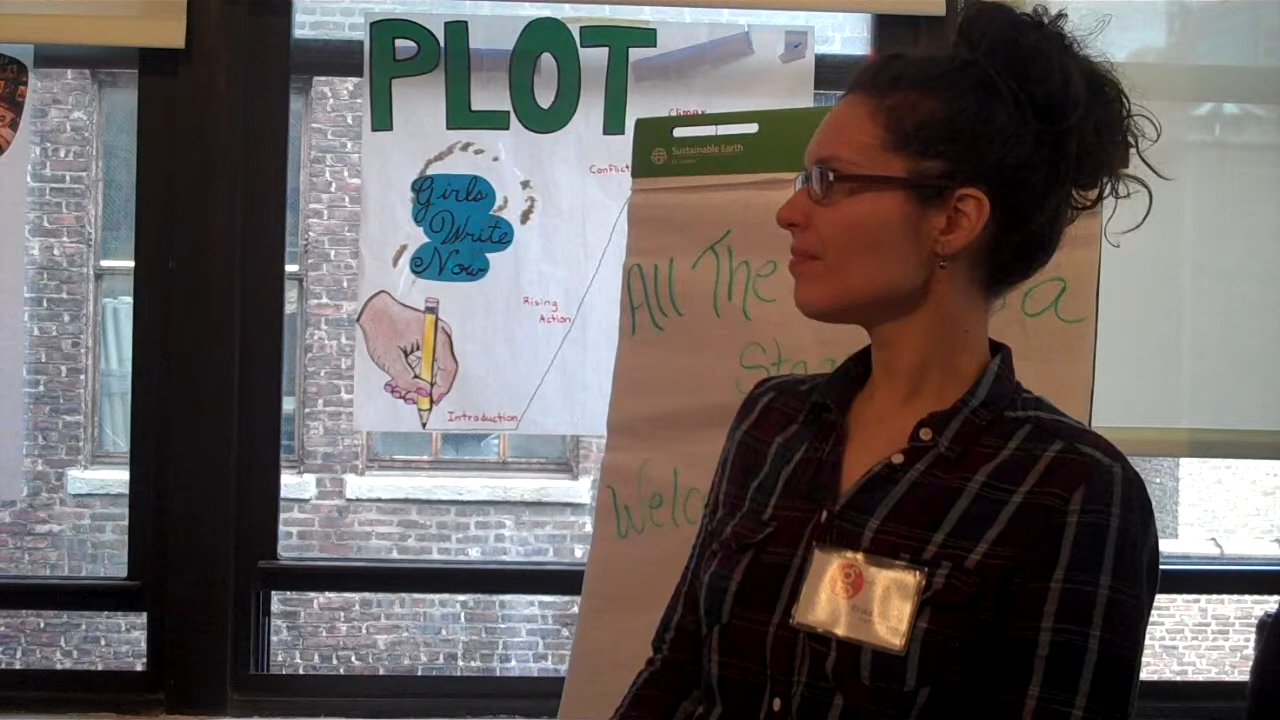 PLOT
Climax
Conflict
Girls
Write
Now
Rising
Action
Introduction
Sustainable Earth
All The
a
Welc